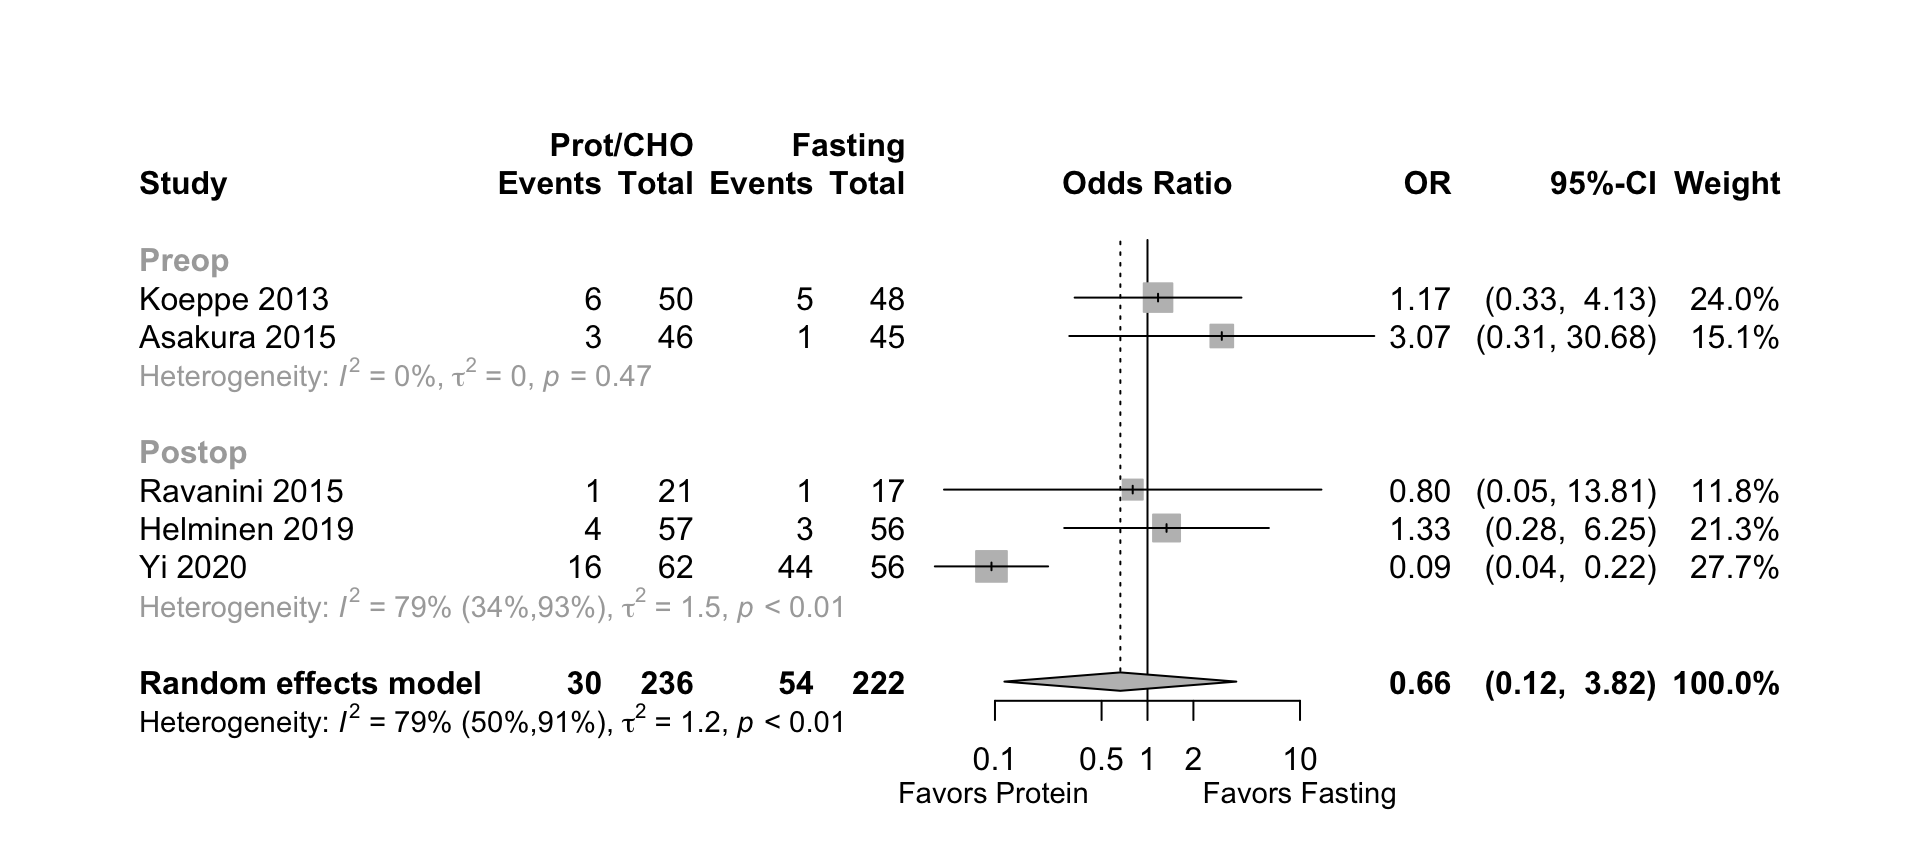 Prot/CHO Fasting
Study Events Total Events Total Odds Ratio OR 95%-CI Weight
Preop
Koeppe 2013 6 50 5 48 1.17 (0.33, 4.13) 24.0%
Asakura 2015 3 46 1 45 3.07 (0.31, 30.68) 15.1%
Heterogeneity: I² = 0%, τ² = 0, p = 0.47
Postop
Ravanini 2015 1 21 1 17 0.80 (0.05, 13.81) 11.8%
Helminen 2019 4 57 3 56 1.33 (0.28, 6.25) 21.3%
Yi 2020 16 62 44 56 0.09 (0.04, 0.22) 27.7%
Heterogeneity: I² = 79% (34%,93%), τ² = 1.5, p < 0.01
Random effects model 30 236 54 222 0.66 (0.12, 3.82) 100.0%
Heterogeneity: I² = 79% (50%,91%), τ² = 1.2, p < 0.01
0.1 0.5 1 2 10
Favors Protein Favors Fasting